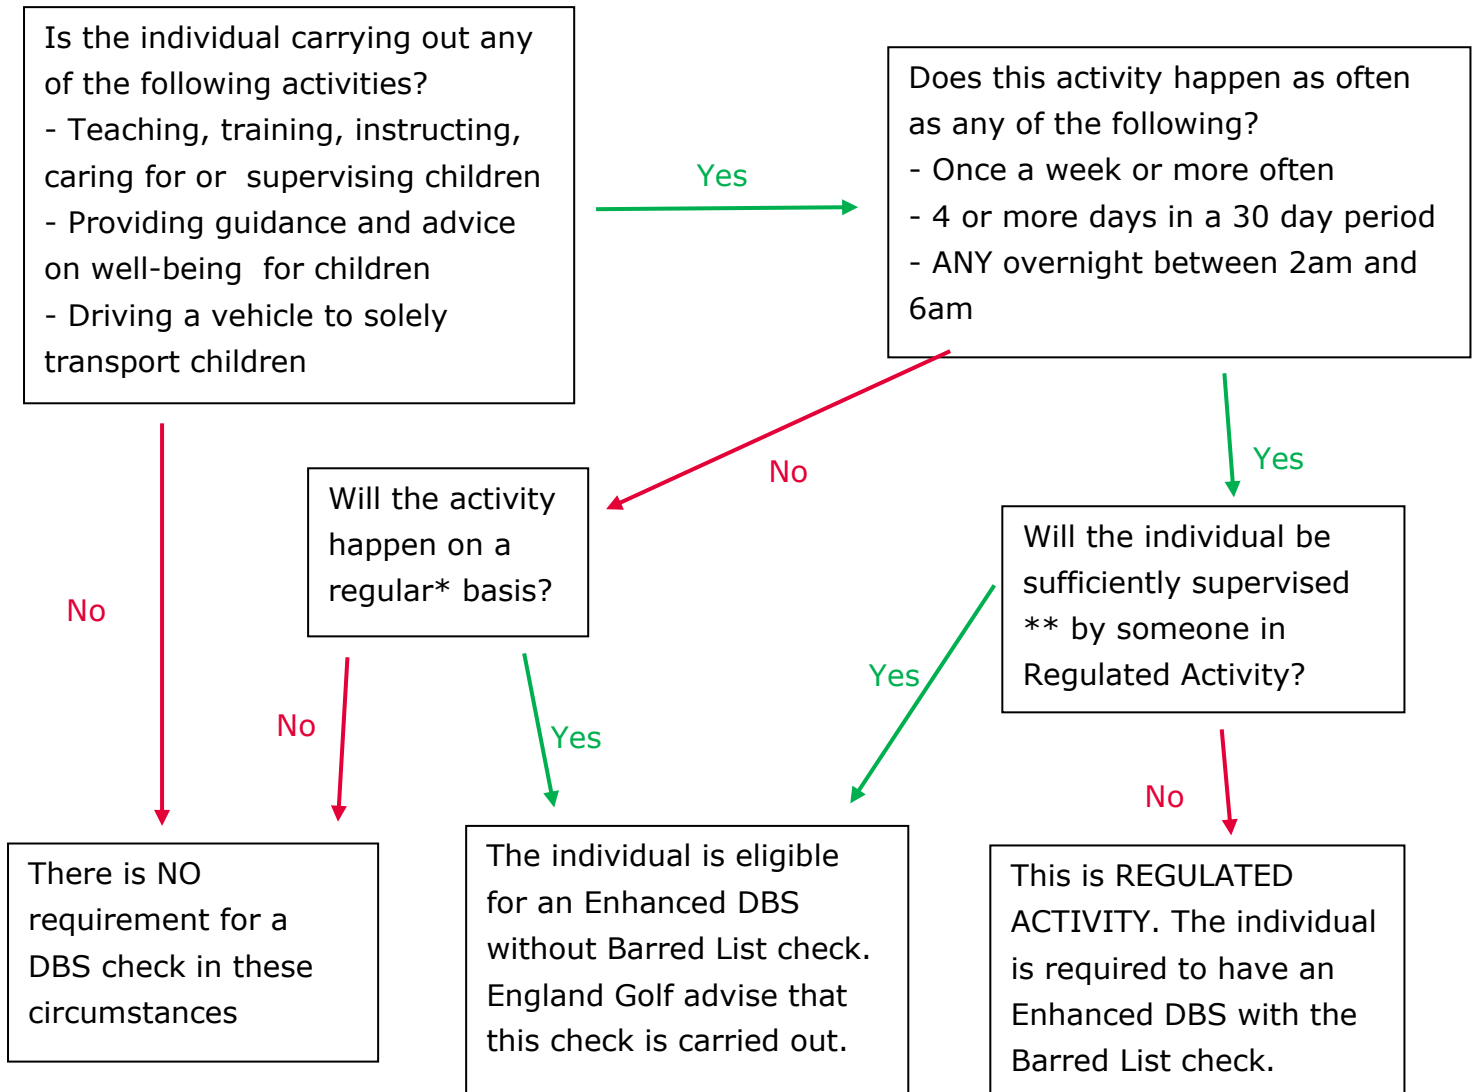 Is the individual carrying out any
of the following activities?
- Teaching, training, instructing,
caring for or supervising children
- Providing guidance and advice
on well-being for children
- Driving a vehicle to solely
transport children
Yes
Does this activity happen as often
as any of the following?
- Once a week or more often
- 4 or more days in a 30 day period
- ANY overnight between 2am and
6am
No
No
Yes
Will the activity
happen on a
regular* basis?
Will the individual be
sufficiently supervised
** by someone in
Regulated Activity?
No
Yes
Yes
No
There is NO
requirement for a
DBS check in these
circumstances
The individual is eligible
for an Enhanced DBS
without Barred List check.
England Golf advise that
this check is carried out.
This is REGULATED
ACTIVITY. The individual
is required to have an
Enhanced DBS with the
Barred List check.